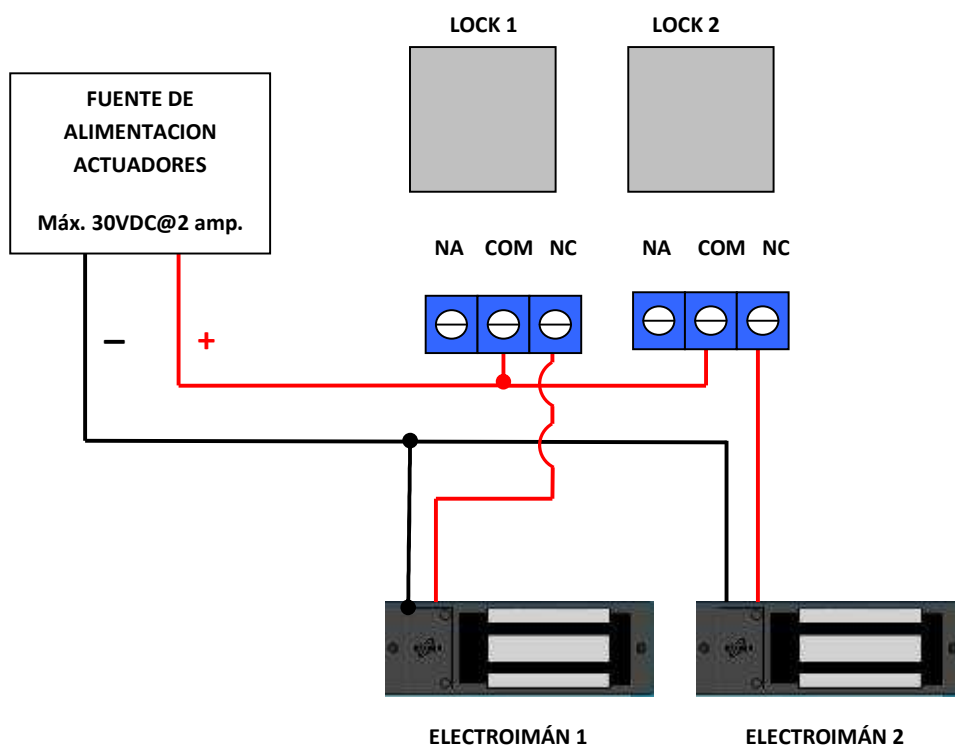 LOCK 1 LOCK 2
FUENTE DE
ALIMENTACION
ACTUADORES
Máx. 30VDC@2 amp.
NA COM NC NA COM NC
– +
ELECTROIMÁN 1 ELECTROIMÁN 2